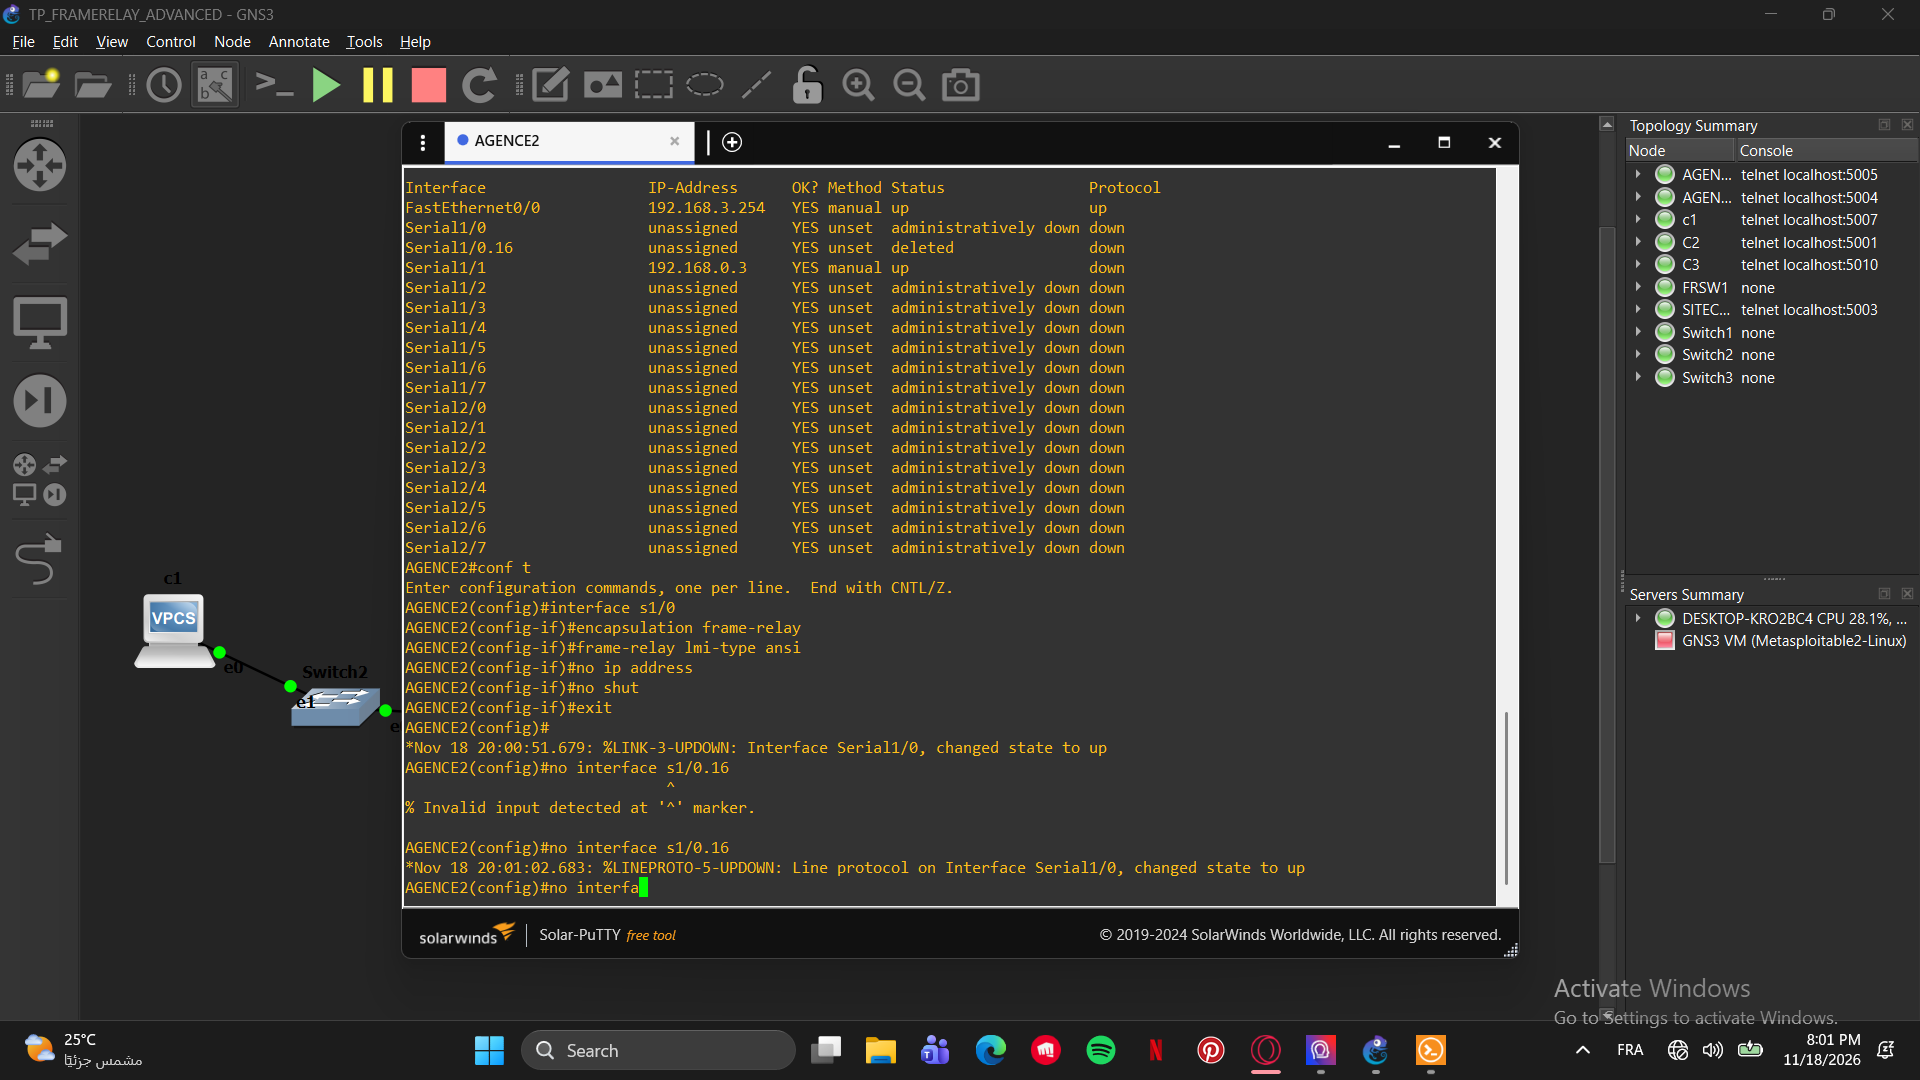 TP_FRAMERELAY_ADVANCED - GNS3
File Edit View Control Node Annotate Tools Help
AGENCE2
Interface IP-Address OK? Method Status Protocol
FastEthernet0/0 192.168.3.254 YES manual up up
Serial1/0 unassigned YES unset administratively down down
Serial1/0.16 unassigned YES unset deleted down
Serial1/1 192.168.0.3 YES manual up down
Serial1/2 unassigned YES unset administratively down down
Serial1/3 unassigned YES unset administratively down down
Serial1/4 unassigned YES unset administratively down down
Serial1/5 unassigned YES unset administratively down down
Serial1/6 unassigned YES unset administratively down down
Serial1/7 unassigned YES unset administratively down down
Serial2/0 unassigned YES unset administratively down down
Serial2/1 unassigned YES unset administratively down down
Serial2/2 unassigned YES unset administratively down down
Serial2/3 unassigned YES unset administratively down down
Serial2/4 unassigned YES unset administratively down down
Serial2/5 unassigned YES unset administratively down down
Serial2/6 unassigned YES unset administratively down down
Serial2/7 unassigned YES unset administratively down down
AGENCE2#conf t
Enter configuration commands, one per line. End with CNTL/Z.
AGENCE2(config)#interface s1/0
AGENCE2(config-if)#encapsulation frame-relay
AGENCE2(config-if)#frame-relay lmi-type ansi
AGENCE2(config-if)#no ip address
AGENCE2(config-if)#no shut
AGENCE2(config-if)#exit
AGENCE2(config)#
*Nov 18 20:00:51.679: %LINK-3-UPDOWN: Interface Serial1/0, changed state to up
AGENCE2(config)#no interface s1/0.16
^
% Invalid input detected at '^' marker.
AGENCE2(config)#no interface s1/0.16
*Nov 18 20:01:02.683: %LINEPROTO-5-UPDOWN: Line protocol on Interface Serial1/0, changed state to up
AGENCE2(config)#no interfa
solarwinds Solar-PuTTY free tool © 2019-2024 SolarWinds Worldwide, LLC. All rights reserved.
c1
VPCS
e0
Switch2
e1
Topology Summary
Node Console
AGEN... telnet localhost:5005
AGEN... telnet localhost:5004
c1 telnet localhost:5007
C2 telnet localhost:5001
C3 telnet localhost:5010
FRSW1 none
SITEC... telnet localhost:5003
Switch1 none
Switch2 none
Switch3 none
Servers Summary
DESKTOP-KRO2BC4 CPU 28.1%, ...
GNS3 VM (Metasploitable2-Linux)
Activate Windows
Go to Settings to activate Windows.
25°C
مشمس جزئيًا
Search
FRA
8:01 PM
11/18/2026